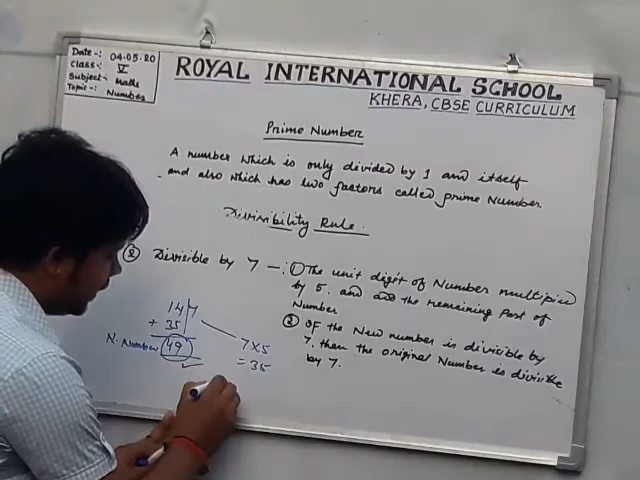 Date -: 04.05.20
Class -: V
Subject -: Maths
Topic -: Number
ROYAL INTERNATIONAL SCHOOL
KHERA, CBSE CURRICULUM
Prime Number
A number which is only divided by 1 and itself
and also which has two factors called prime Number.
Divisibility Rule.
② Divisible by 7 —: ① The unit digit of Number multiplied
by 5. and add the remaining Part of
Number
② If the New number is divisible by
7. then the original Number is divisible
by 7.
14|7
+ 35
N. Number 49 ✓
7×5
= 35